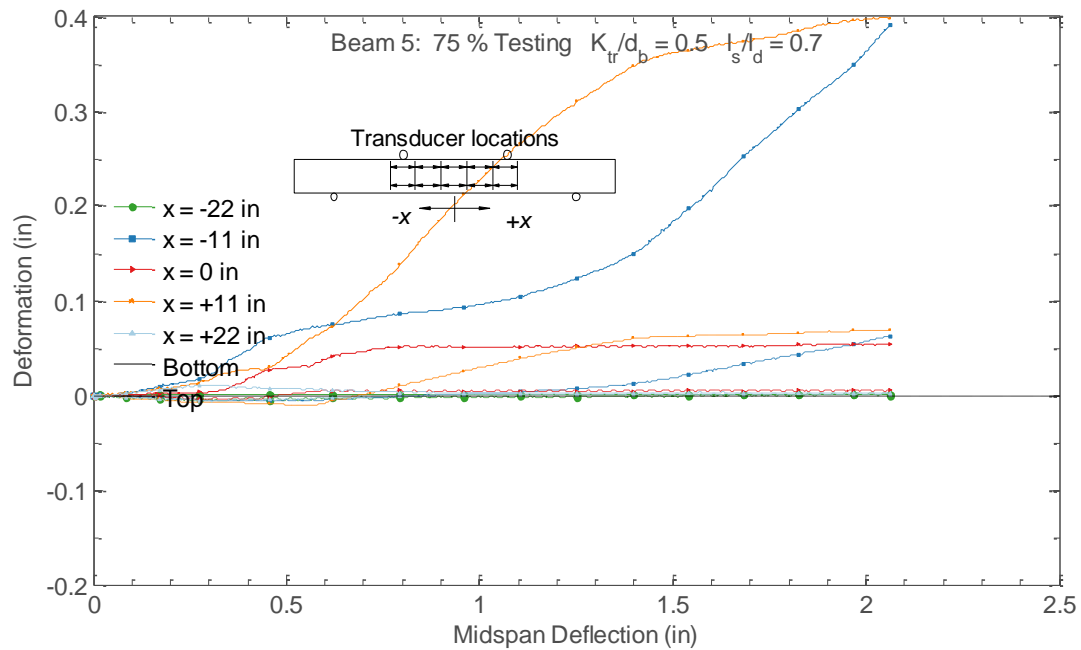 0.4
Beam 5: 75 % Testing K_tr/d_b = 0.5 l_s/l_d = 0.7
0.3
Transducer locations
0.2
-x
+x
x = -22 in
x = -11 in
x = 0 in
x = +11 in
x = +22 in
Bottom
Top
0.1
0
-0.1
-0.2
Deformation (in)
0
0.5
1
1.5
2
2.5
Midspan Deflection (in)